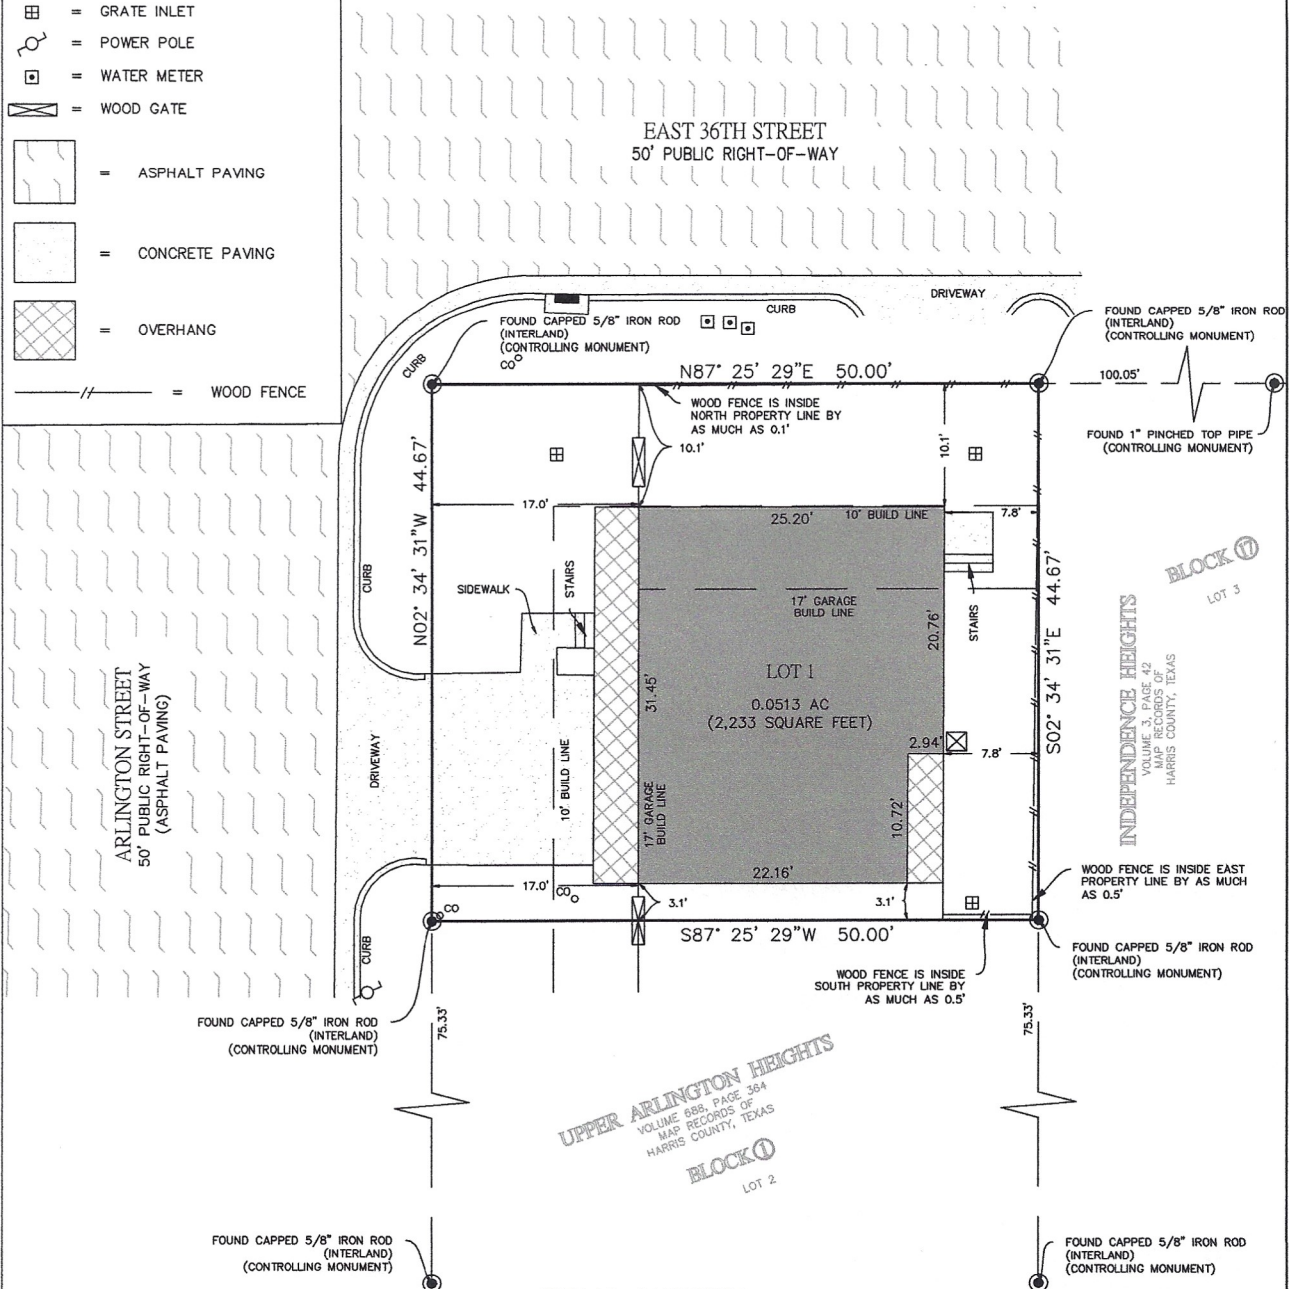 = GRATE INLET
= POWER POLE
= WATER METER
= WOOD GATE
= ASPHALT PAVING
= CONCRETE PAVING
= OVERHANG
= WOOD FENCE
EAST 36TH STREET
50' PUBLIC RIGHT-OF-WAY
DRIVEWAY
CURB
FOUND CAPPED 5/8" IRON ROD
(INTERLAND)
(CONTROLLING MONUMENT)
CO
CURB
FOUND CAPPED 5/8" IRON ROD
(INTERLAND)
(CONTROLLING MONUMENT)
N87° 25' 29"E 50.00'
100.05'
WOOD FENCE IS INSIDE
NORTH PROPERTY LINE BY
AS MUCH AS 0.1'
10.1'
10.1'
FOUND 1" PINCHED TOP PIPE
(CONTROLLING MONUMENT)
N02° 34' 31"W 44.67'
17.0'
25.20'
10' BUILD LINE
7.8'
BLOCK 17
LOT 3
CURB
SIDEWALK
STAIRS
17' GARAGE
BUILD LINE
STAIRS
20.76'
S02° 34' 31"E 44.67'
INDEPENDENCE HEIGHTS
VOLUME 3, PAGE 42
MAP RECORDS OF
HARRIS COUNTY, TEXAS
LOT 1
0.0513 AC
(2,233 SQUARE FEET)
31.45'
2.94'
7.8'
ARLINGTON STREET
50' PUBLIC RIGHT-OF-WAY
(ASPHALT PAVING)
DRIVEWAY
10' BUILD LINE
17' GARAGE
BUILD LINE
10.72'
22.16'
17.0'
CO
CO
3.1'
3.1'
WOOD FENCE IS INSIDE EAST
PROPERTY LINE BY AS MUCH
AS 0.5'
S87° 25' 29"W 50.00'
CURB
FOUND CAPPED 5/8" IRON ROD
(INTERLAND)
(CONTROLLING MONUMENT)
WOOD FENCE IS INSIDE
SOUTH PROPERTY LINE BY
AS MUCH AS 0.5'
FOUND CAPPED 5/8" IRON ROD
(INTERLAND)
(CONTROLLING MONUMENT)
75.33'
75.33'
UPPER ARLINGTON HEIGHTS
VOLUME 688, PAGE 364
MAP RECORDS OF
HARRIS COUNTY, TEXAS
BLOCK 1
LOT 2
FOUND CAPPED 5/8" IRON ROD
(INTERLAND)
(CONTROLLING MONUMENT)
FOUND CAPPED 5/8" IRON ROD
(INTERLAND)
(CONTROLLING MONUMENT)